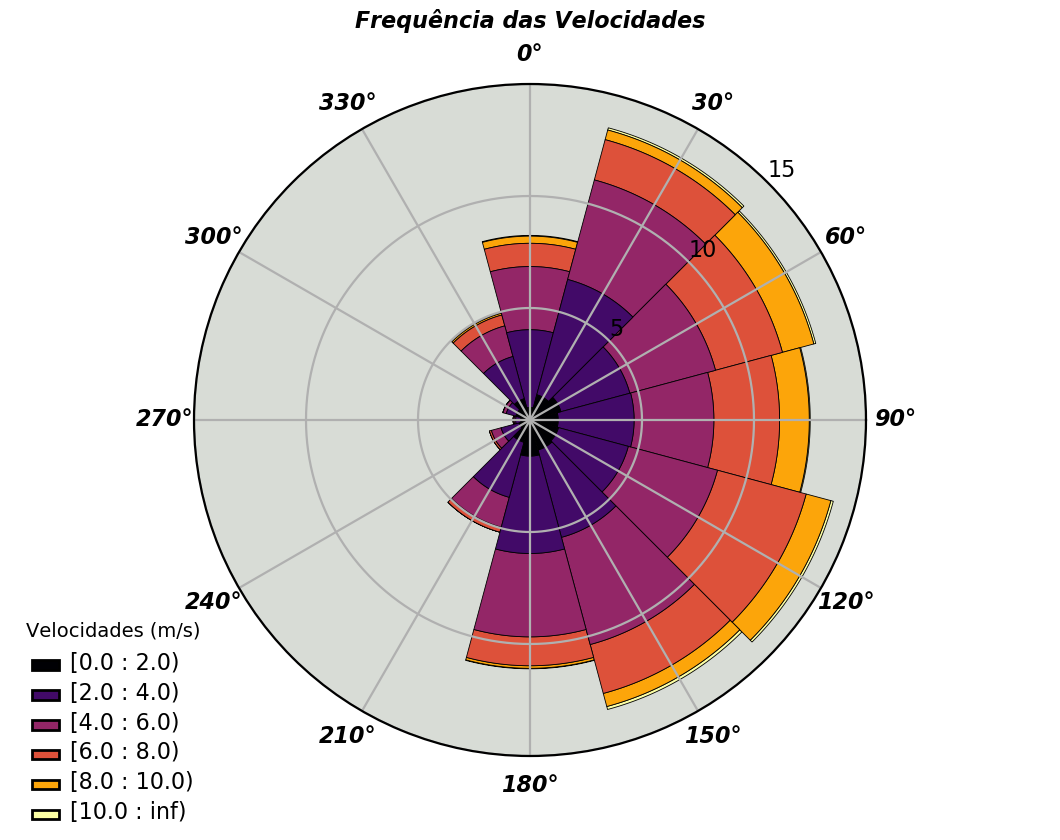 Frequência das Velocidades
0°
330°
30°
15
300°
60°
10
5
270°
90°
240°
120°
210°
150°
180°
Velocidades (m/s)
[0.0 : 2.0)
[2.0 : 4.0)
[4.0 : 6.0)
[6.0 : 8.0)
[8.0 : 10.0)
[10.0 : inf)